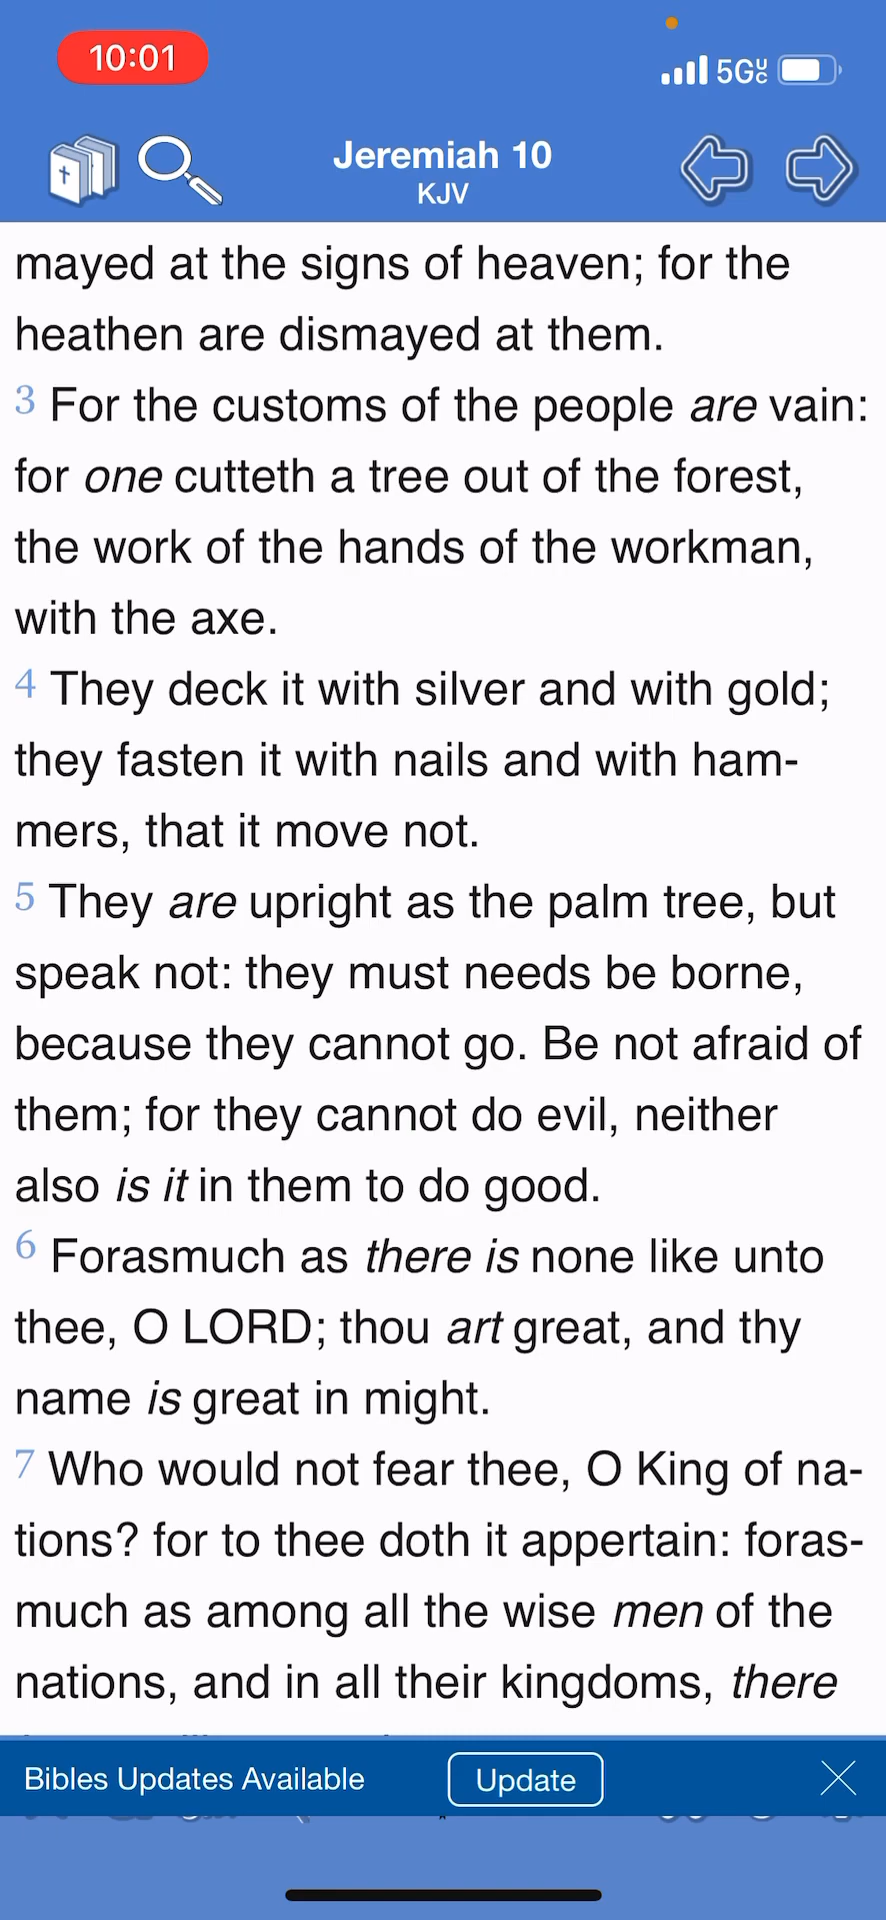 10:01
5GUC
Jeremiah 10
KJV
mayed at the signs of heaven; for the
heathen are dismayed at them.
3 For the customs of the people are vain:
for one cutteth a tree out of the forest,
the work of the hands of the workman,
with the axe.
4 They deck it with silver and with gold;
they fasten it with nails and with ham-
mers, that it move not.
5 They are upright as the palm tree, but
speak not: they must needs be borne,
because they cannot go. Be not afraid of
them; for they cannot do evil, neither
also is it in them to do good.
6 Forasmuch as there is none like unto
thee, O LORD; thou art great, and thy
name is great in might.
7 Who would not fear thee, O King of na-
tions? for to thee doth it appertain: foras-
much as among all the wise men of the
nations, and in all their kingdoms, there
Bibles Updates Available
Update